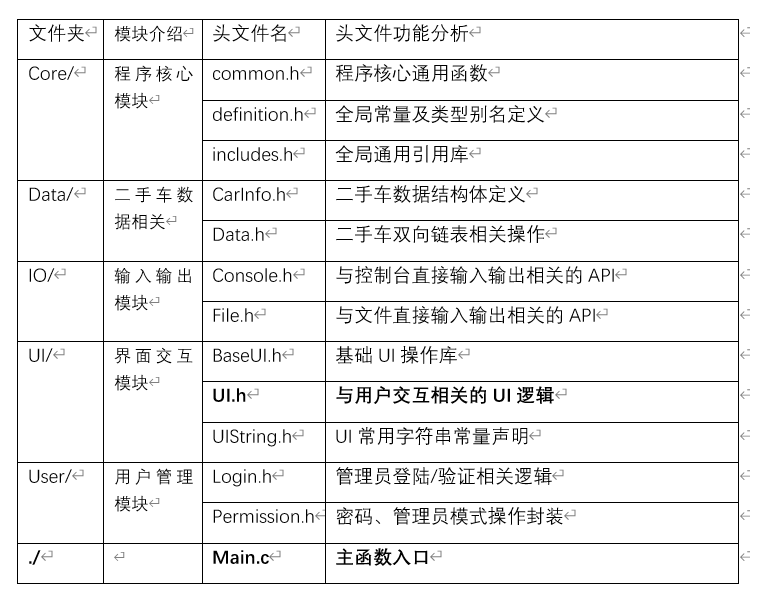 文件夹 模块介绍 头文件名 头文件功能分析
Core/ 程序核心 common.h 程序核心通用函数
模块
definition.h 全局常量及类型别名定义
includes.h 全局通用引用库
Data/ 二手车数 CarInfo.h 二手车数据结构体定义
据相关
Data.h 二手车双向链表相关操作
IO/ 输入输出 Console.h 与控制台直接输入输出相关的 API
模块
File.h 与文件直接输入输出相关的 API
UI/ 界面交互 BaseUI.h 基础 UI 操作库
模块
UI.h 与用户交互相关的 UI 逻辑
UIString.h UI 常用字符串常量声明
User/ 用户管理 Login.h 管理员登陆/验证相关逻辑
模块
Permission.h 密码、管理员模式操作封装
./ Main.c 主函数入口